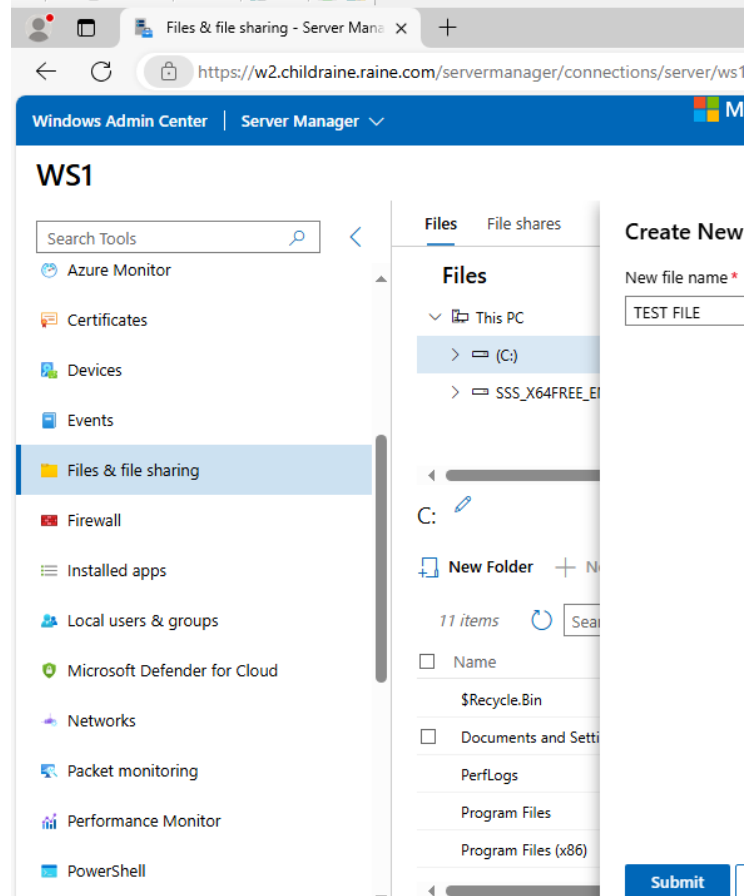 Files & file sharing - Server Mana
https://w2.childraine.raine.com/servermanager/connections/server/ws1
Windows Admin Center | Server Manager
M
WS1
Search Tools
Azure Monitor
Certificates
Devices
Events
Files & file sharing
Firewall
Installed apps
Local users & groups
Microsoft Defender for Cloud
Networks
Packet monitoring
Performance Monitor
PowerShell
Files File shares
Files
This PC
(C:)
SSS_X64FREE_E
C:
New Folder
11 items Sear
Name
$Recycle.Bin
Documents and Setti
PerfLogs
Program Files
Program Files (x86)
Create New
New file name *
TEST FILE
Submit